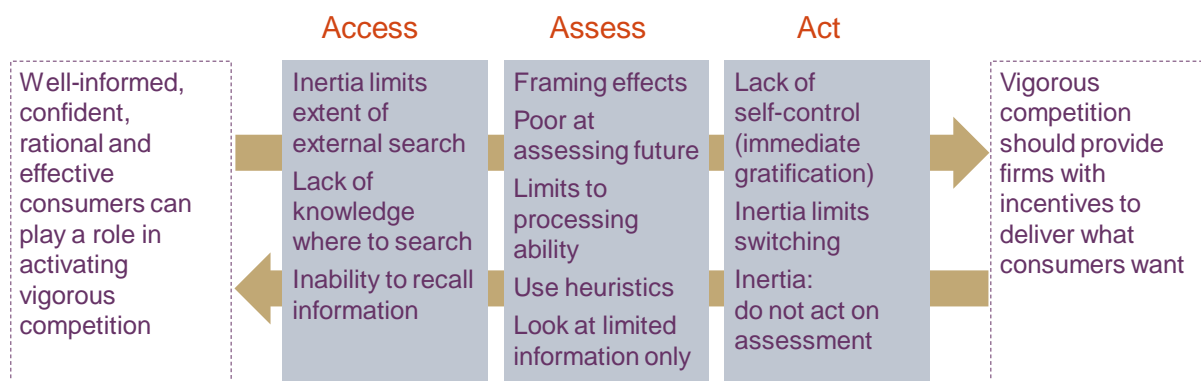 Access
Assess
Act
Well-informed,
confident,
rational and
effective
consumers can
play a role in
activating
vigorous
competition
Inertia limits
extent of
external search
Lack of
knowledge
where to search
Inability to recall
information
Framing effects
Poor at
assessing future
Limits to
processing
ability
Use heuristics
Look at limited
information only
Lack of
self-control
(immediate
gratification)
Inertia limits
switching
Inertia:
do not act on
assessment
Vigorous
competition
should provide
firms with
incentives to
deliver what
consumers want